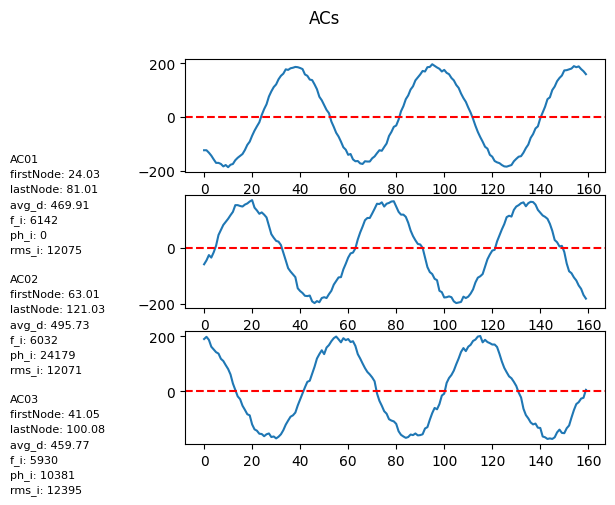 ACs
200
0
−200
0 20 40 60 80 100 120 140 160
0
−200
0 20 40 60 80 100 120 140 160
200
0
0 20 40 60 80 100 120 140 160
AC01
firstNode: 24.03
lastNode: 81.01
avg_d: 469.91
f_i: 6142
ph_i: 0
rms_i: 12075
AC02
firstNode: 63.01
lastNode: 121.03
avg_d: 495.73
f_i: 6032
ph_i: 24179
rms_i: 12071
AC03
firstNode: 41.05
lastNode: 100.08
avg_d: 459.77
f_i: 5930
ph_i: 10381
rms_i: 12395